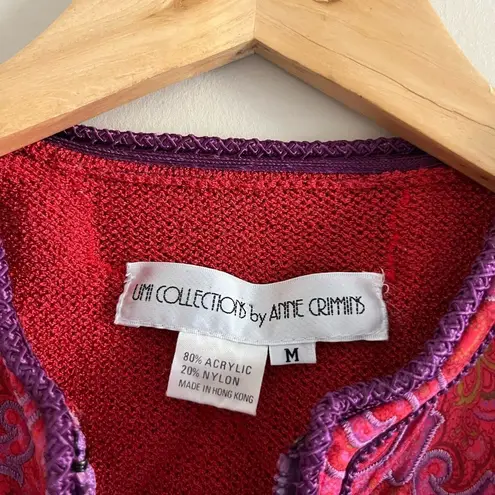 UMI COLLECTIONS by ANNE CRIMMINS
M
80% ACRYLIC
20% NYLON
MADE IN HONG KONG